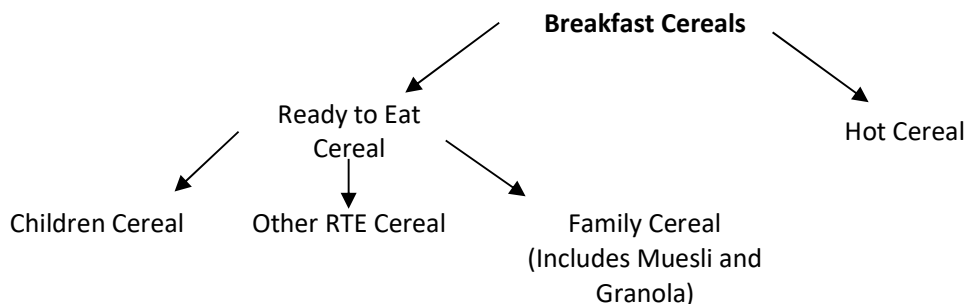 Breakfast Cereals
Ready to Eat
Cereal
Hot Cereal
Children Cereal
Other RTE Cereal
Family Cereal
(Includes Muesli and
Granola)